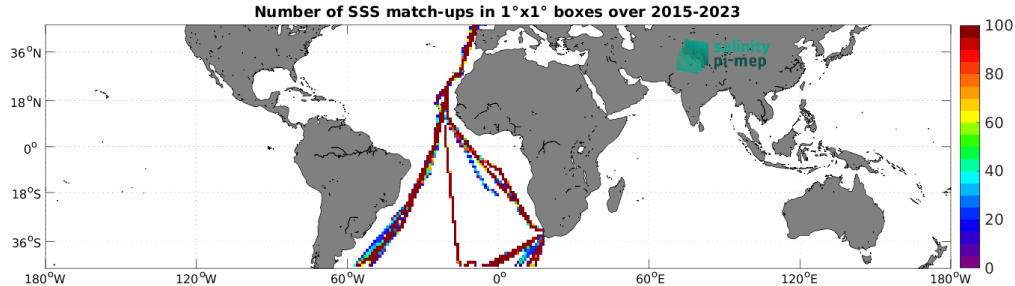 Number of SSS match-ups in 1°x1° boxes over 2015-2023
salinity
pi-mep
36°N
18°N
0°
18°S
36°S
180°W 120°W 60°W 0° 60°E 120°E 180°W
100
80
60
40
20
0